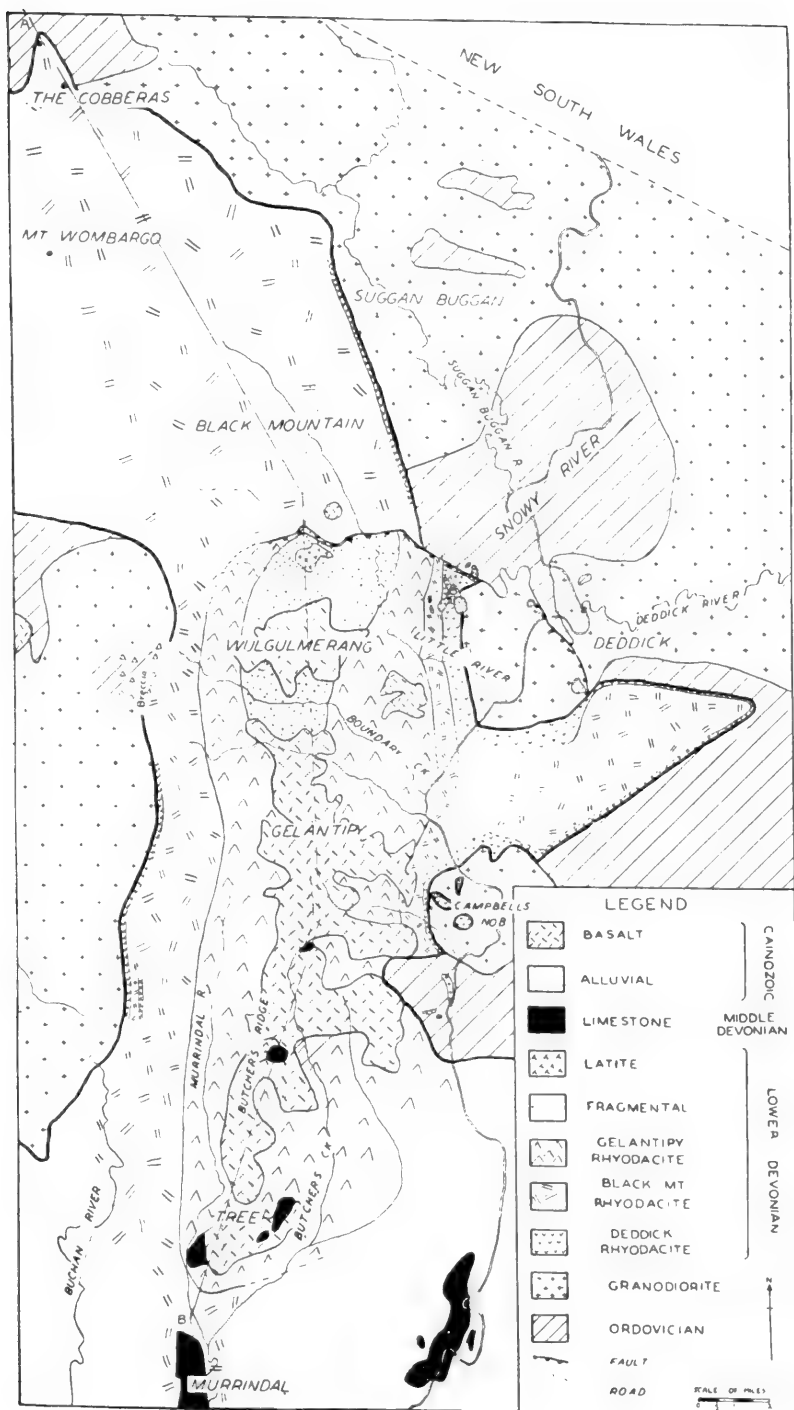 A
NEW SOUTH WALES
THE COBBERAS
MT WOMBARGO
SUGGAN BUGGAN
SUGGAN BUGGAN R
BLACK MOUNTAIN
SNOWY RIVER
DEDDICK RIVER
WULGULMERANG
LITTLE RIVER
DEDDICK
Breccia
BOUNDARY CK
GELANTIPY
CAMPBELLS
NOB
MURRINDAL R
BUTCHERS RIDGE
BUTCHERS CK
BUCHAN RIVER
TREE
B
MURRINDAL
LEGEND
BASALT
ALLUVIAL
CAINOZOIC
LIMESTONE
MIDDLE
DEVONIAN
LATITE
FRAGMENTAL
GELANTIPY
RHYODACITE
BLACK MT
RHYODACITE
DEDDICK
RHYODACITE
LOWER DEVONIAN
GRANODIORITE
ORDOVICIAN
FAULT
ROAD
N
SCALE OF MILES